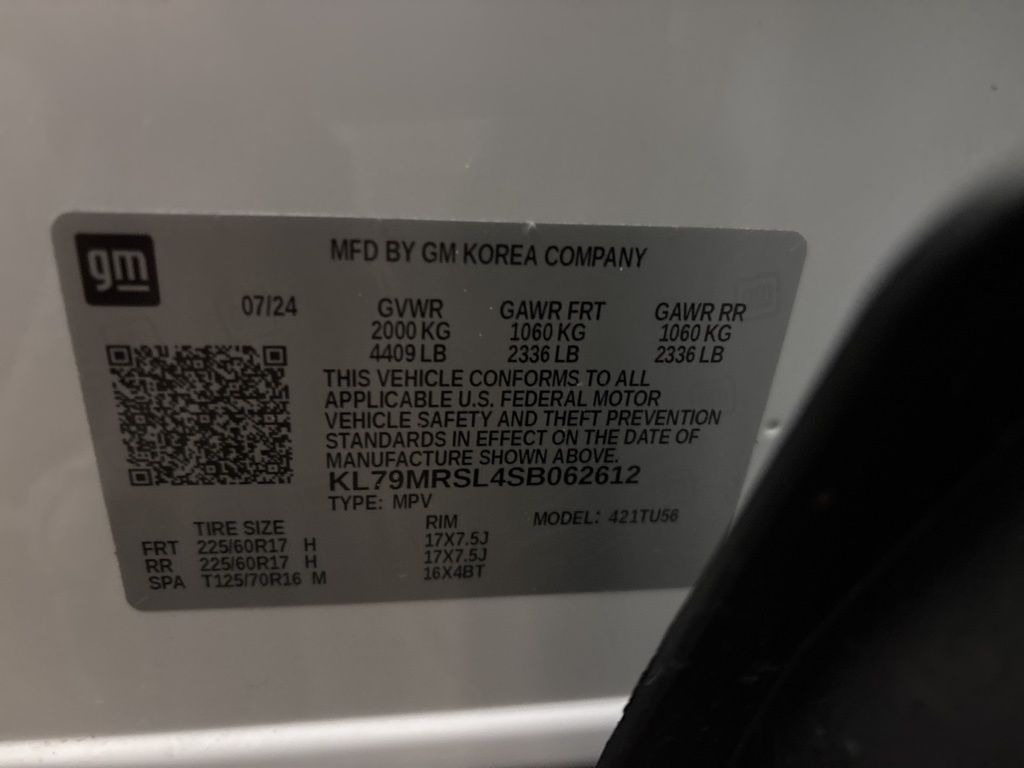 gm
MFD BY GM KOREA COMPANY
07/24 GVWR GAWR FRT GAWR RR
2000 KG 1060 KG 1060 KG
4409 LB 2336 LB 2336 LB
THIS VEHICLE CONFORMS TO ALL
APPLICABLE U.S. FEDERAL MOTOR
VEHICLE SAFETY AND THEFT PREVENTION
STANDARDS IN EFFECT ON THE DATE OF
MANUFACTURE SHOWN ABOVE.
KL79MRSL4SB062612
TYPE: MPV
TIRE SIZE RIM MODEL: 421TU56
FRT 225/60R17 H 17X7.5J
RR 225/60R17 H 17X7.5J
SPA T125/70R16 M 16X4BT